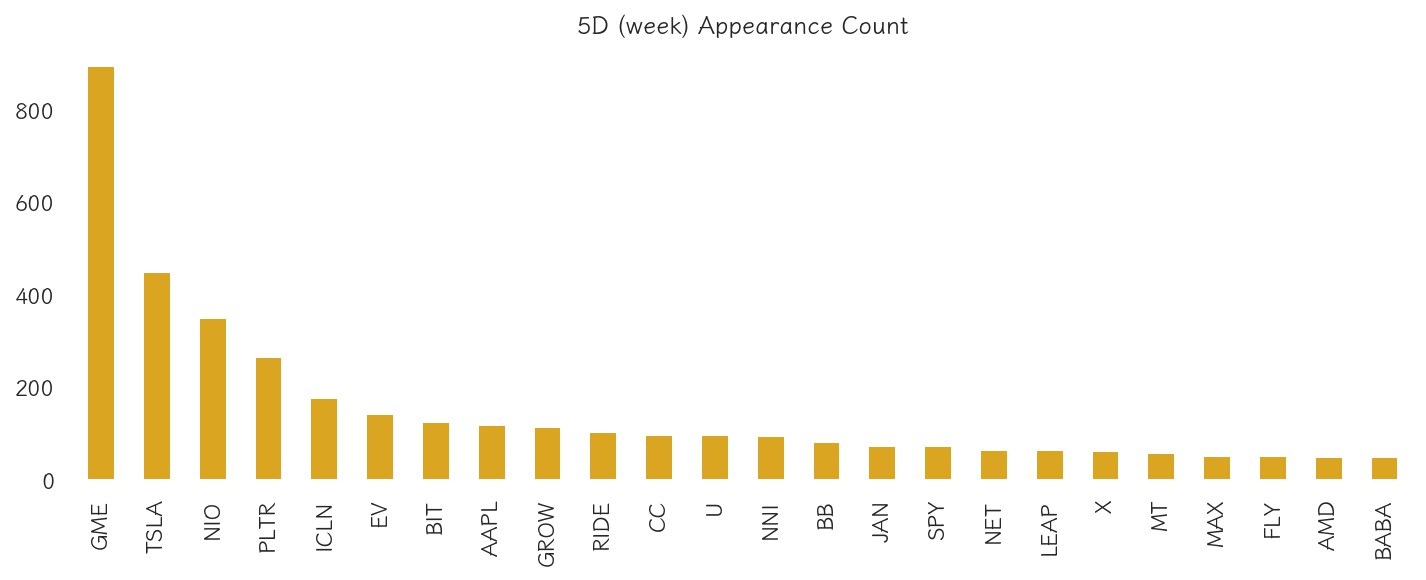 5D (week) Appearance Count
800
600
400
200
0
GME
TSLA
NIO
PLTR
ICLN
EV
BIT
AAPL
GROW
RIDE
CC
U
NNI
BB
JAN
SPY
NET
LEAP
X
MT
MAX
FLY
AMD
BABA